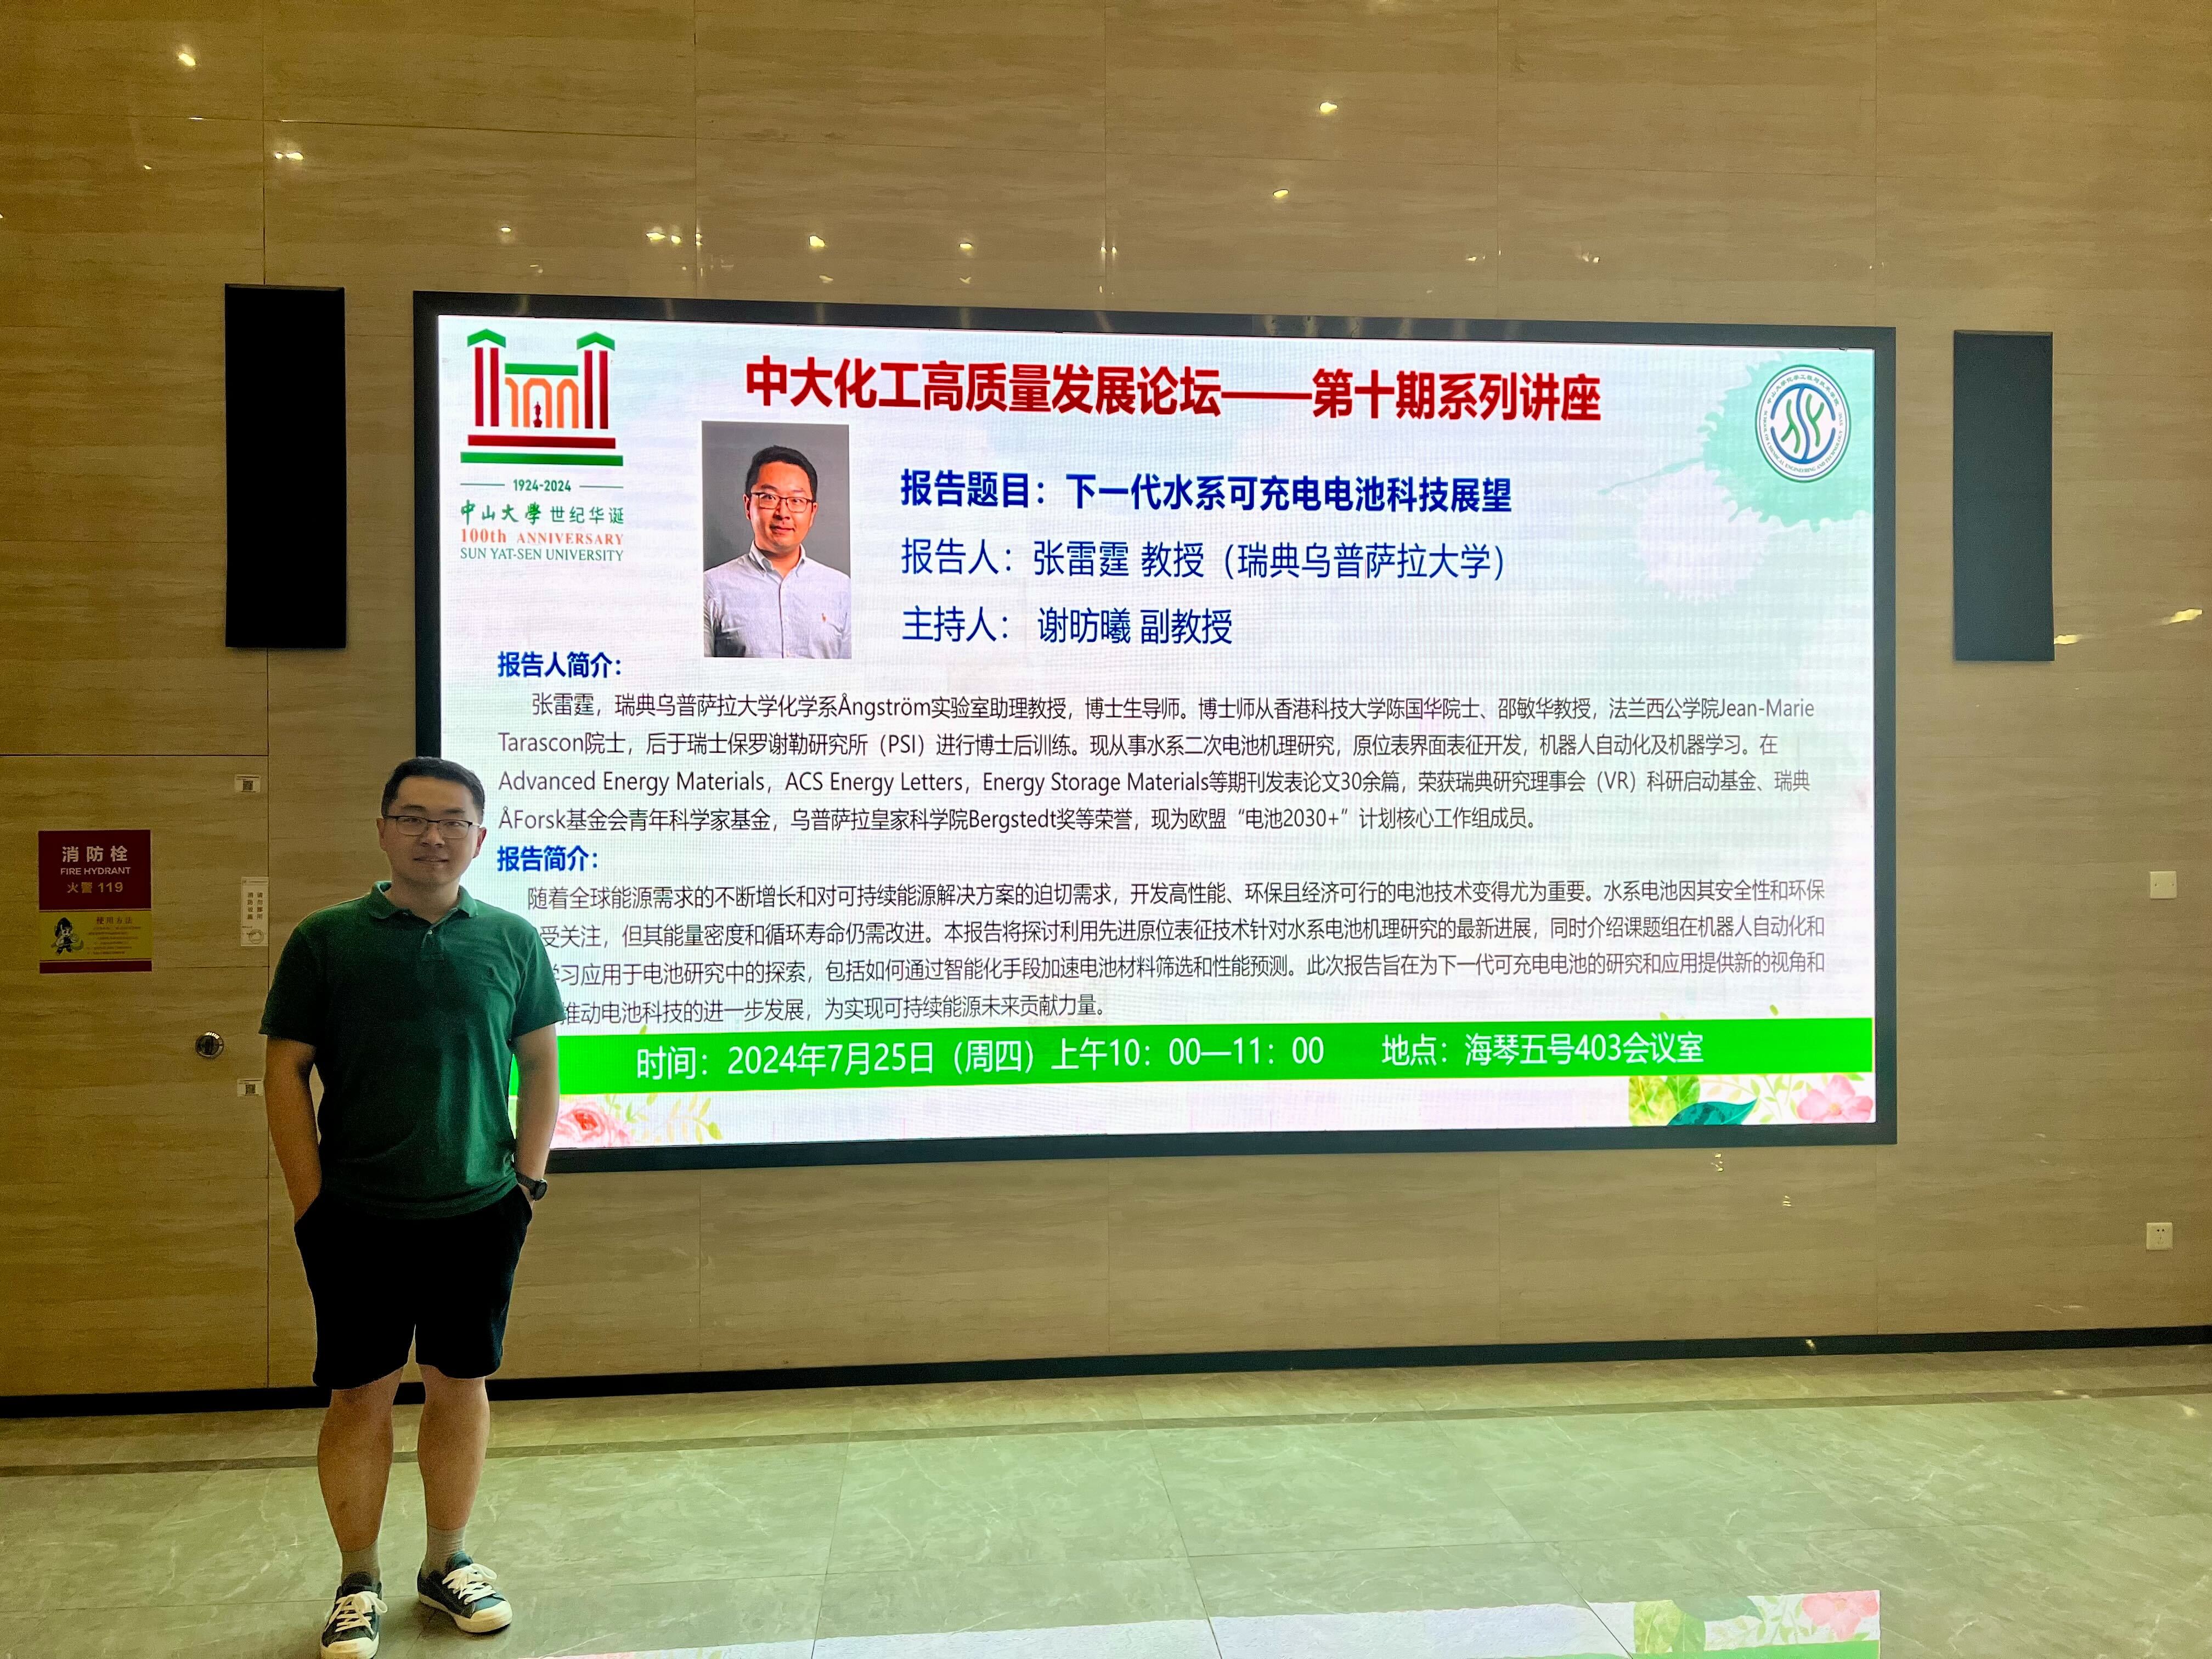 中大化工高质量发展论坛——第十期系列讲座
1924-2024
中山大學 世纪华诞
100th ANNIVERSARY
SUN YAT-SEN UNIVERSITY
报告题目：下一代水系可充电电池科技展望
报告人：张雷霆 教授（瑞典乌普萨拉大学）
主持人： 谢昉曦 副教授
报告人简介：
张雷霆，瑞典乌普萨拉大学化学系Ångström实验室助理教授，博士生导师。博士师从香港科技大学陈国华院士、邵敏华教授，法兰西公学院Jean-Marie
Tarascon院士，后于瑞士保罗谢勒研究所（PSI）进行博士后训练。现从事水系二次电池机理研究，原位表界面表征开发，机器人自动化及机器学习。在
Advanced Energy Materials，ACS Energy Letters，Energy Storage Materials等期刊发表论文30余篇，荣获瑞典研究理事会（VR）科研启动基金、瑞典
ÅForsk基金会青年科学家基金，乌普萨拉皇家科学院Bergstedt奖等荣誉，现为欧盟“电池2030+”计划核心工作组成员。
报告简介：
随着全球能源需求的不断增长和对可持续能源解决方案的迫切需求，开发高性能、环保且经济可行的电池技术变得尤为重要。水系电池因其安全性和环保
受关注，但其能量密度和循环寿命仍需改进。本报告将探讨利用先进原位表征技术针对水系电池机理研究的最新进展，同时介绍课题组在机器人自动化和
学习应用于电池研究中的探索，包括如何通过智能化手段加速电池材料筛选和性能预测。此次报告旨在为下一代可充电电池的研究和应用提供新的视角和
推动电池科技的进一步发展，为实现可持续能源未来贡献力量。
时间：2024年7月25日（周四）上午10：00—11：00 地点：海琴五号403会议室
消防栓
FIRE HYDRANT
火警 119
使用方法